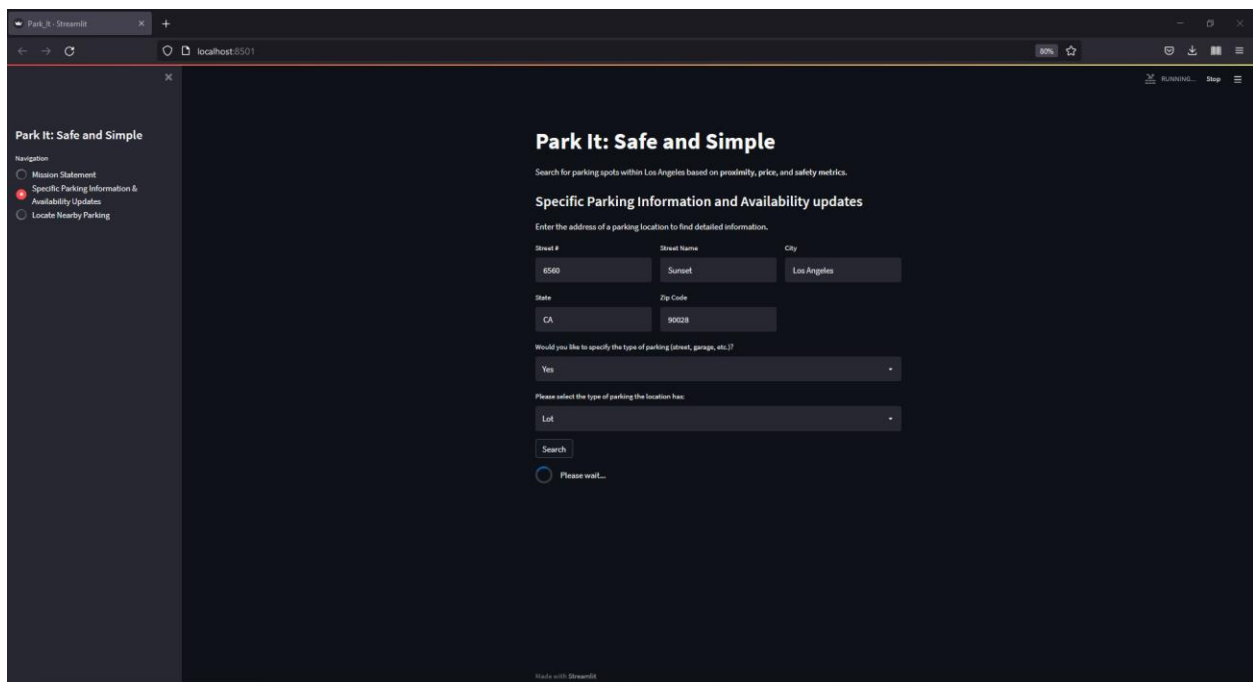 Park_It · Streamlit
localhost:8501
80%
RUNNING... Stop
Park It: Safe and Simple
Navigation
Mission Statement
Specific Parking Information &
Availability Updates
Locate Nearby Parking
Park It: Safe and Simple
Search for parking spots within Los Angeles based on proximity, price, and safety metrics.
Specific Parking Information and Availability updates
Enter the address of a parking location to find detailed information.
Street # Street Name City
6560 Sunset Los Angeles
State Zip Code
CA 90028
Would you like to specify the type of parking (street, garage, etc.)?
Yes
Please select the type of parking the location has:
Lot
Search
Please wait...
Made with Streamlit